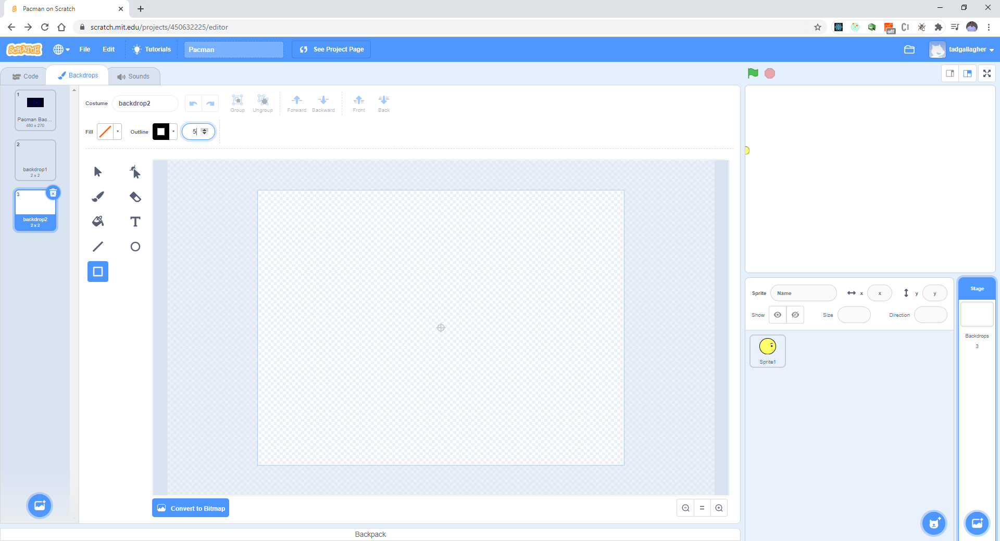 Pacman on Scratch
scratch.mit.edu/projects/450632225/editor
off
SCRATCH
File
Edit
Tutorials
Pacman
See Project Page
tadgallagher
Code
Backdrops
Sounds
1
Pacman Bac...
480 x 270
2
backdrop1
2 x 2
3
backdrop2
2 x 2
Costume
backdrop2
Group
Ungroup
Forward
Backward
Front
Back
Fill
Outline
5
T
Convert to Bitmap
Backpack
Sprite
Name
x
x
y
y
Show
Size
Direction
Sprite1
Stage
Backdrops
3